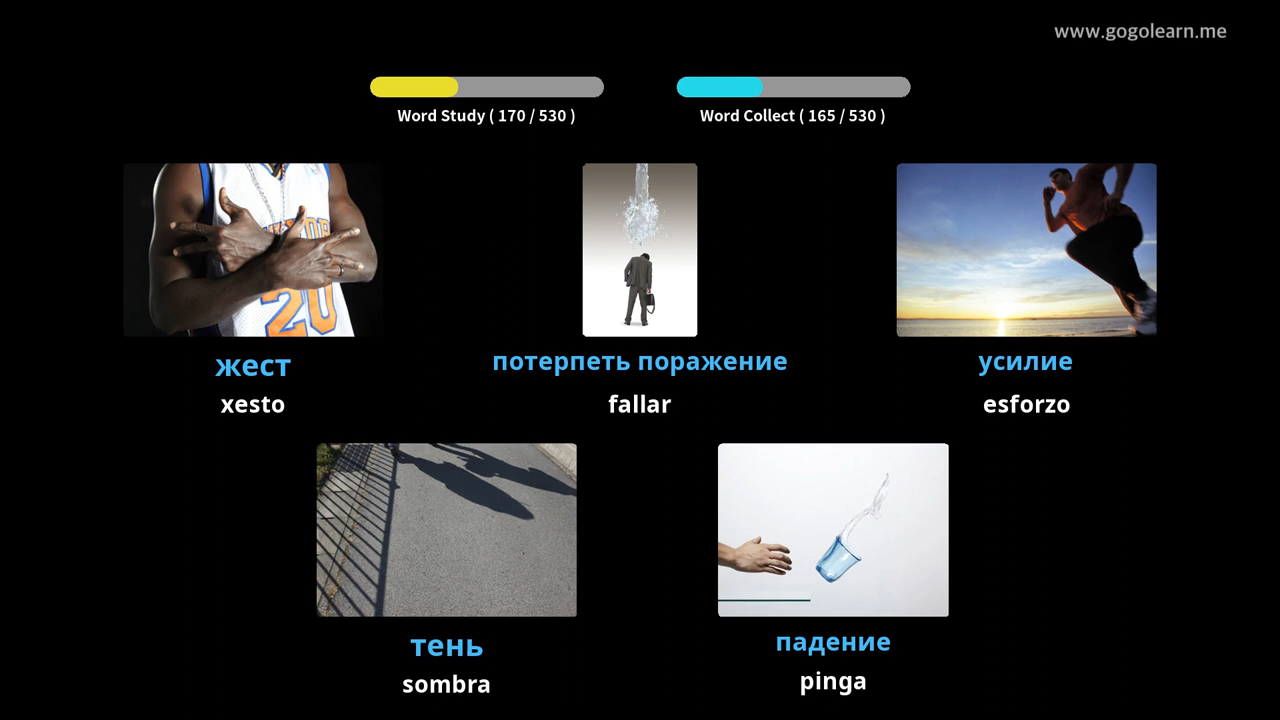 www.gogolearn.me
Word Study ( 170 / 530 )
Word Collect ( 165 / 530 )
20
жест
потерпеть поражение
усилие
xesto
fallar
esforzo
тень
падение
sombra
pinga